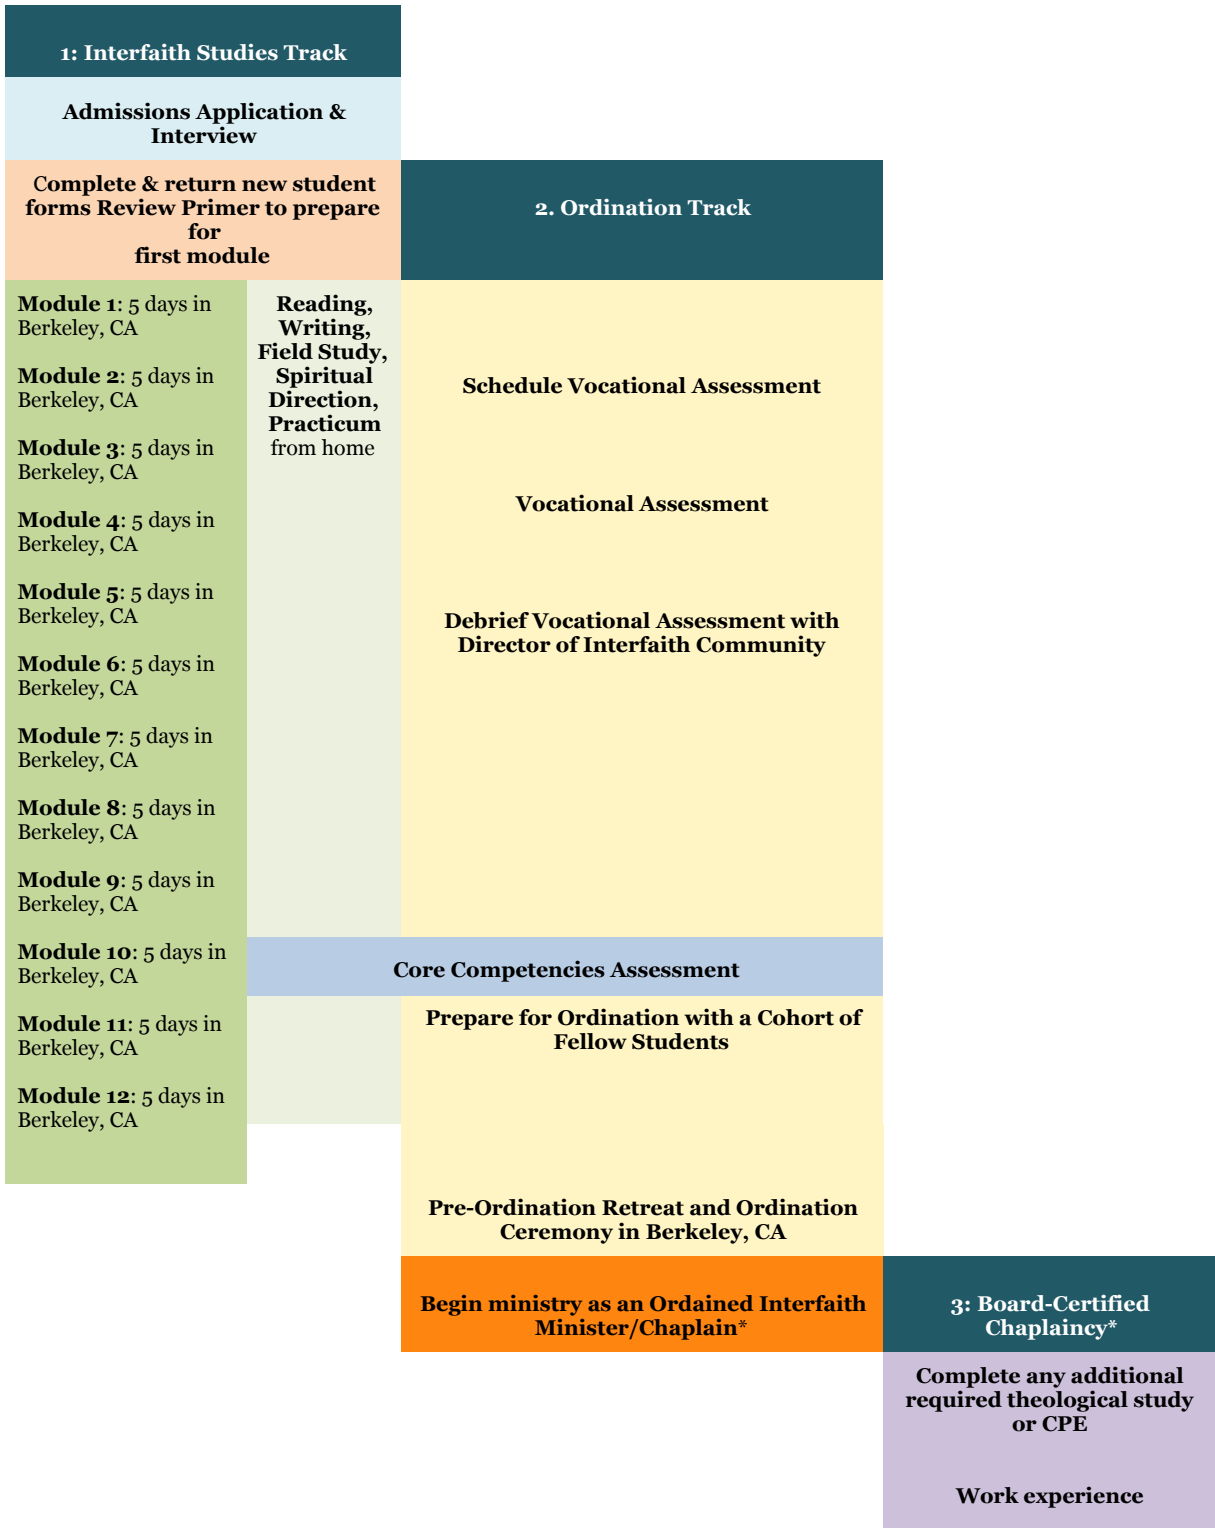 1: Interfaith Studies Track
Admissions Application &
Interview
Complete & return new student
forms Review Primer to prepare
for
first module
2. Ordination Track
Module 1: 5 days in
Berkeley, CA
Module 2: 5 days in
Berkeley, CA
Module 3: 5 days in
Berkeley, CA
Module 4: 5 days in
Berkeley, CA
Module 5: 5 days in
Berkeley, CA
Module 6: 5 days in
Berkeley, CA
Module 7: 5 days in
Berkeley, CA
Module 8: 5 days in
Berkeley, CA
Module 9: 5 days in
Berkeley, CA
Module 10: 5 days in
Berkeley, CA
Module 11: 5 days in
Berkeley, CA
Module 12: 5 days in
Berkeley, CA
Reading,
Writing,
Field Study,
Spiritual
Direction,
Practicum
from home
Schedule Vocational Assessment
Vocational Assessment
Debrief Vocational Assessment with
Director of Interfaith Community
Core Competencies Assessment
Prepare for Ordination with a Cohort of
Fellow Students
Pre-Ordination Retreat and Ordination
Ceremony in Berkeley, CA
Begin ministry as an Ordained Interfaith
Minister/Chaplain*
3: Board-Certified
Chaplaincy*
Complete any additional
required theological study
or CPE
Work experience